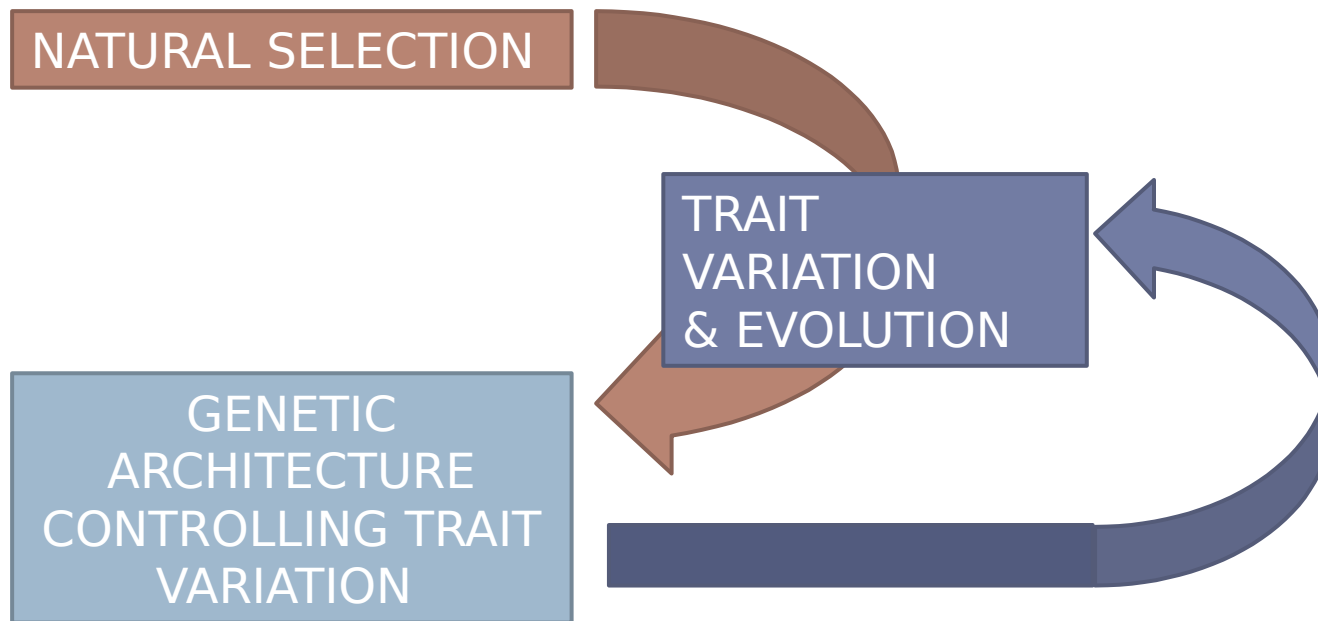 NATURAL SELECTION
TRAIT
VARIATION
& EVOLUTION
GENETIC
ARCHITECTURE
CONTROLLING TRAIT
VARIATION